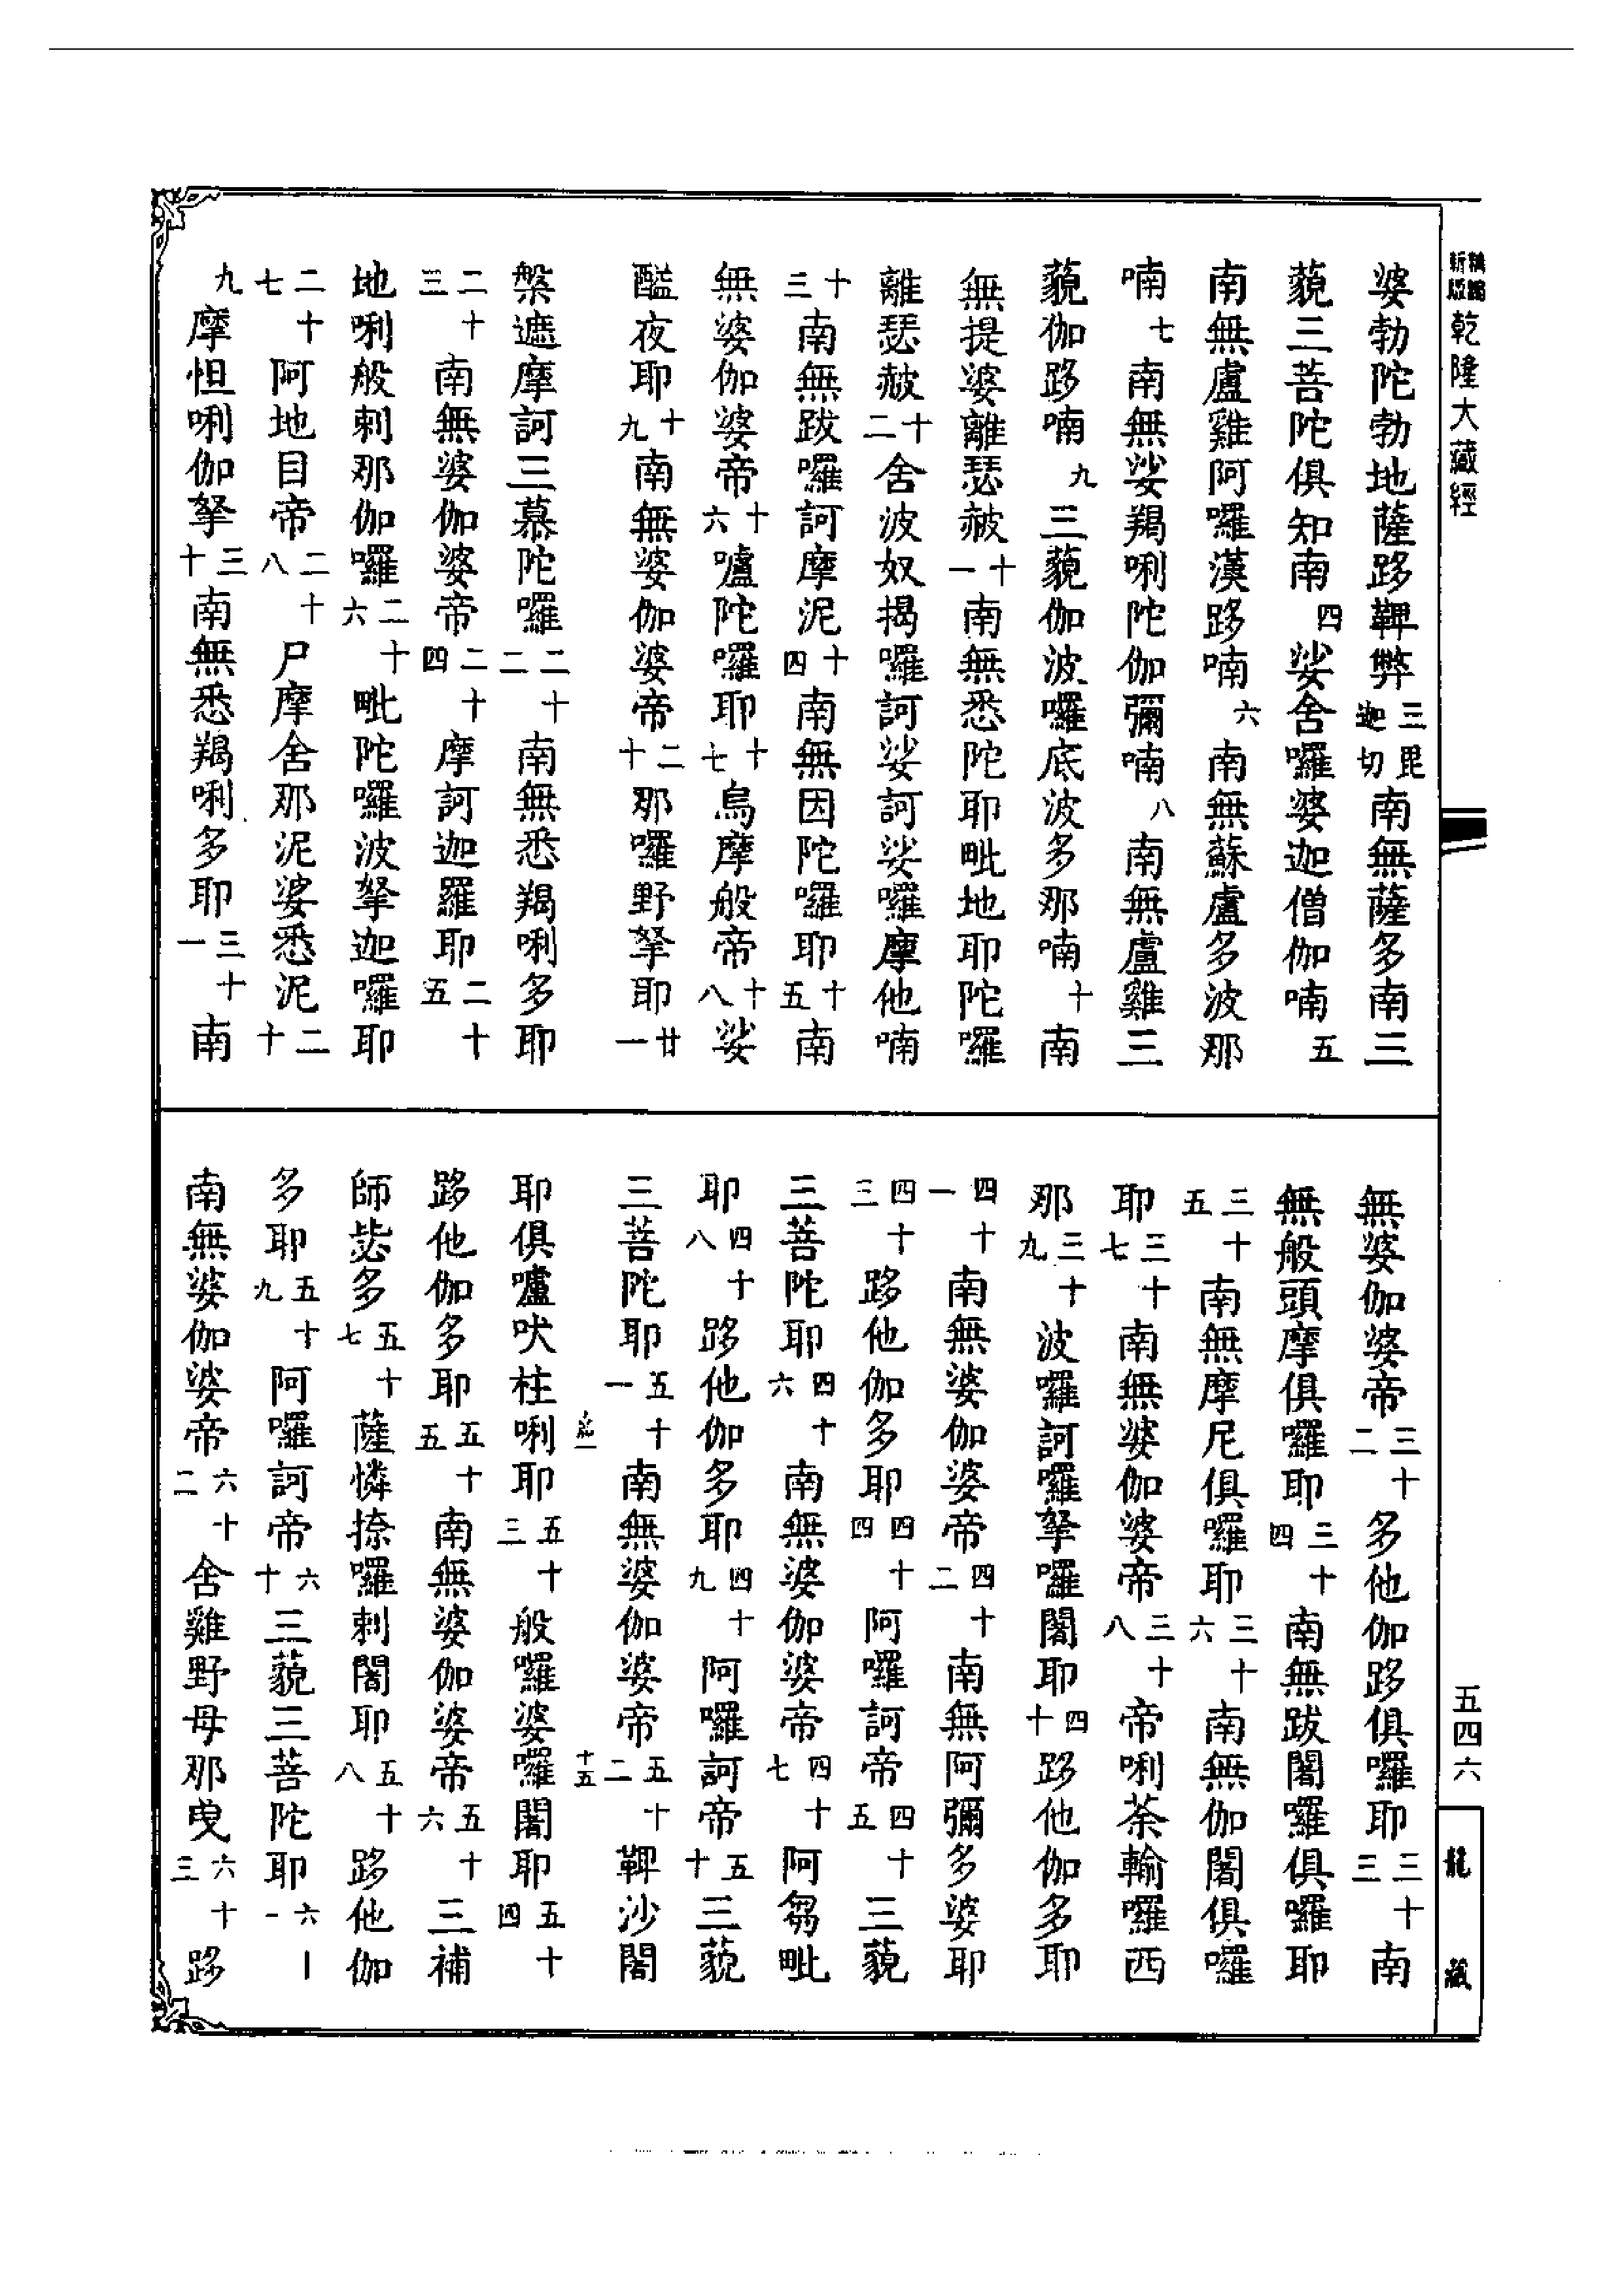 乾隆大藏經
婆勃陀勃地薩跢鞞弊三毘迦切南無薩多南三
藐三菩陀俱知南四娑舍囉婆迦僧伽喃五
南無盧雞阿囉漢跢喃六南無蘇盧多波那
喃七南無娑羯唎陀伽彌喃八南無盧雞三
藐伽跢喃九三藐伽波囉底波多那喃十南
無提婆離瑟赧十一南無悉陀耶毗地耶陀囉
離瑟赧十二舍波奴揭囉訶娑訶娑囉摩他喃
十三南無跋囉訶摩泥十四南無因陀囉耶十五南
無婆伽婆帝十六嚧陀囉耶十七烏摩般帝十八娑
醯夜耶十九南無婆伽婆帝二十那囉野拏耶廿一
槃遮摩訶三慕陀囉二十二南無悉羯唎多耶
二十三南無婆伽婆帝二十四摩訶迦羅耶二十五
地唎般剌那伽囉二十六毗陀囉波拏迦囉耶
二十七阿地目帝二十八尸摩舍那泥婆悉泥二十
九摩怛唎伽拏三十南無悉羯唎多耶三十一南
無婆伽婆帝三十二多他伽跢俱囉耶三十三南
無般頭摩俱囉耶三十四南無跋闍囉俱囉耶
三十五南無摩尼俱囉耶三十六南無伽闍俱囉
耶三十七南無婆伽婆帝三十八帝唎茶輸囉西
那三十九波囉訶囉拏囉闍耶四十跢他伽多耶
四十一南無婆伽婆帝四十二南無阿彌多婆耶
四十三跢他伽多耶四十四阿囉訶帝四十五三藐
三菩陀耶四十六南無婆伽婆帝四十七阿芻毗
耶四十八跢他伽多耶四十九阿囉訶帝五十三藐
三菩陀耶五十一南無婆伽婆帝五十二鞞沙闍
耶俱嚧吠柱唎耶五十三般囉婆囉闍耶五十四
跢他伽多耶五十五南無婆伽婆帝五十六三補
師毖多五十七薩憐捺囉剌闍耶五十八跢他伽
多耶五十九阿囉訶帝六十三藐三菩陀耶六十一
南無婆伽婆帝六十二舍雞野母那曳六十三跢
五四六
龍藏